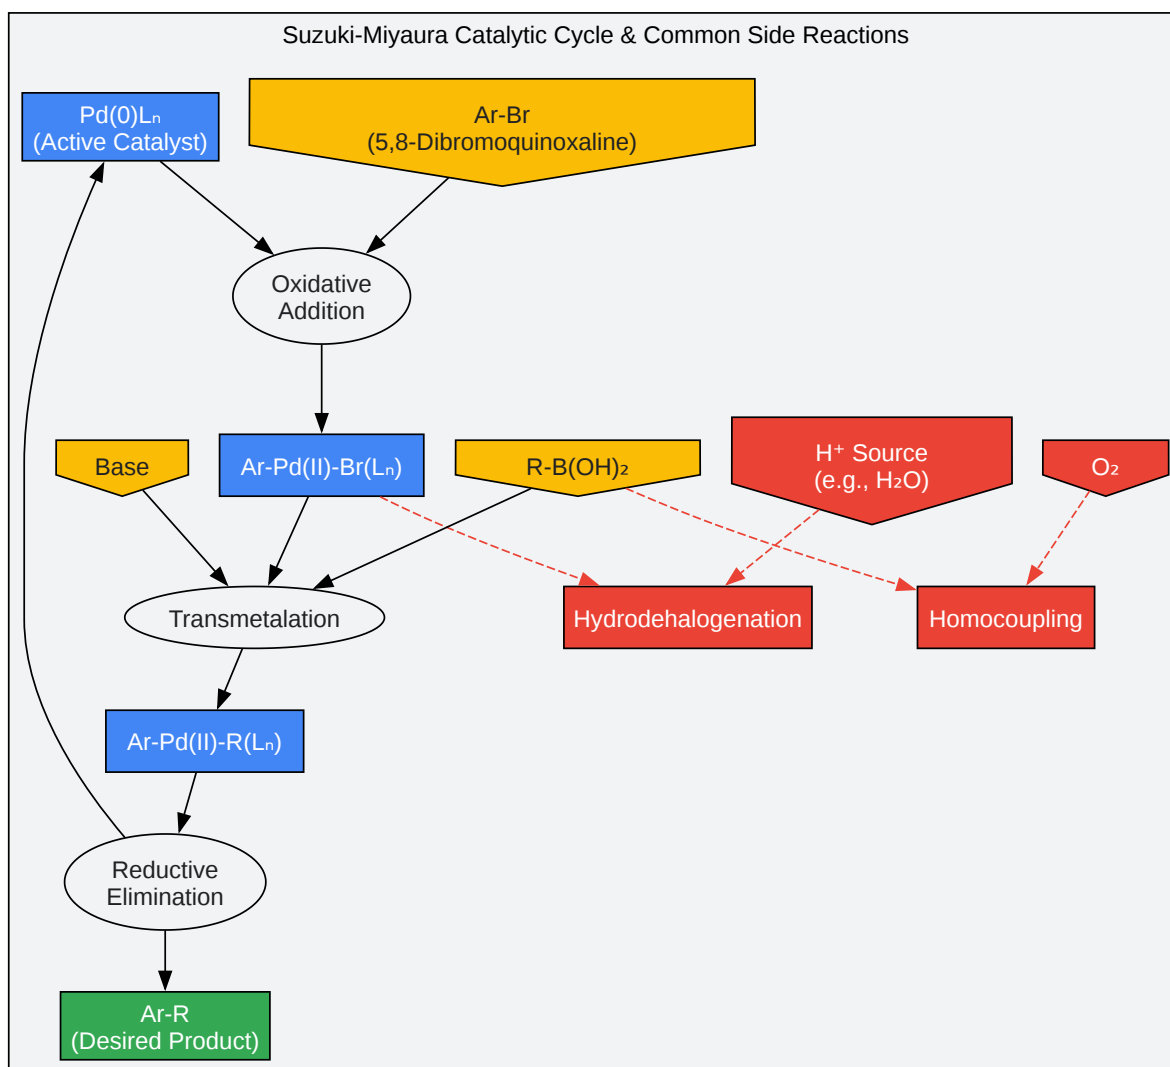 Suzuki-Miyaura Catalytic Cycle & Common Side Reactions
Pd(0)Lₙ
(Active Catalyst)
Ar-Br
(5,8-Dibromoquinoxaline)
Oxidative
Addition
Base
Ar-Pd(II)-Br(Lₙ)
R-B(OH)₂
H⁺ Source
(e.g., H₂O)
O₂
Transmetalation
Hydrodehalogenation
Homocoupling
Ar-Pd(II)-R(Lₙ)
Reductive
Elimination
Ar-R
(Desired Product)